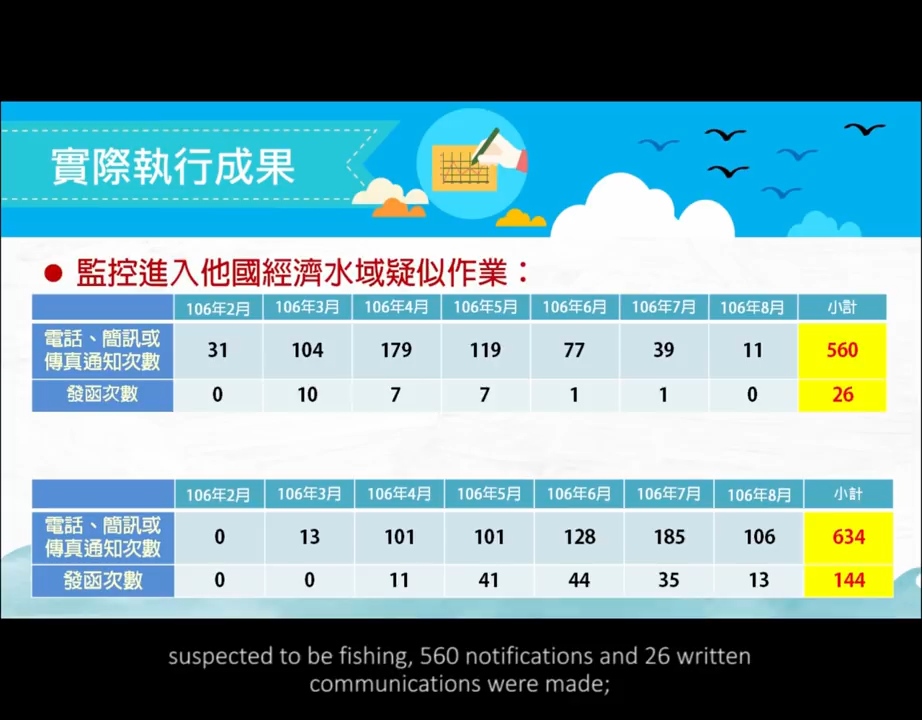 實際執行成果
● 監控進入他國經濟水域疑似作業：
106年2月 106年3月 106年4月 106年5月 106年6月 106年7月 106年8月 小計
電話、簡訊或
傳真通知次數 31 104 179 119 77 39 11 560
發函次數 0 10 7 7 1 1 0 26
106年2月 106年3月 106年4月 106年5月 106年6月 106年7月 106年8月 小計
電話、簡訊或
傳真通知次數 0 13 101 101 128 185 106 634
發函次數 0 0 11 41 44 35 13 144
suspected to be fishing, 560 notifications and 26 written
communications were made;